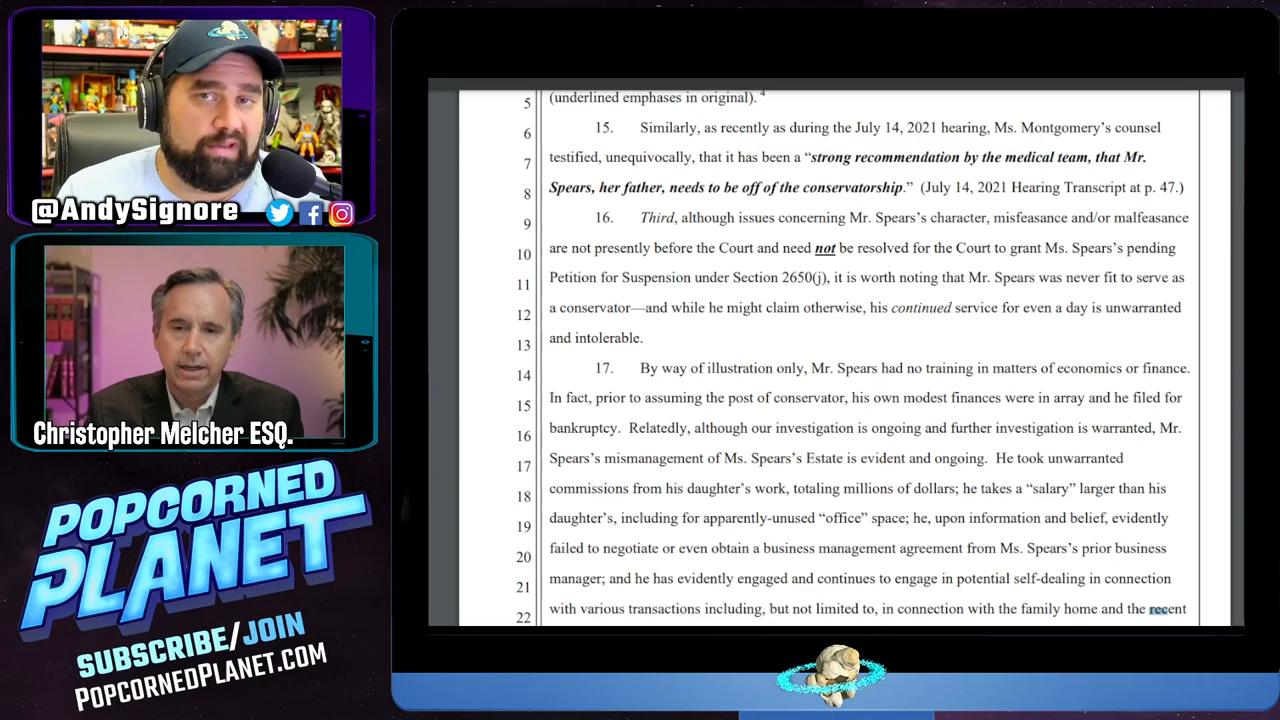 @AndySignore
Christopher Melcher ESQ.
POPCORNED
PLANET
SUBSCRIBE/JOIN
POPCORNEDPLANET.COM
5 (underlined emphases in original). 4
6 15. Similarly, as recently as during the July 14, 2021 hearing, Ms. Montgomery's counsel
7 testified, unequivocally, that it has been a "strong recommendation by the medical team, that Mr.
8 Spears, her father, needs to be off of the conservatorship." (July 14, 2021 Hearing Transcript at p. 47.)
9 16. Third, although issues concerning Mr. Spears's character, misfeasance and/or malfeasance
10 are not presently before the Court and need not be resolved for the Court to grant Ms. Spears's pending
11 Petition for Suspension under Section 2650(j), it is worth noting that Mr. Spears was never fit to serve as
12 a conservator—and while he might claim otherwise, his continued service for even a day is unwarranted
13 and intolerable.
14 17. By way of illustration only, Mr. Spears had no training in matters of economics or finance.
15 In fact, prior to assuming the post of conservator, his own modest finances were in array and he filed for
16 bankruptcy. Relatedly, although our investigation is ongoing and further investigation is warranted, Mr.
17 Spears's mismanagement of Ms. Spears's Estate is evident and ongoing. He took unwarranted
18 commissions from his daughter's work, totaling millions of dollars; he takes a "salary" larger than his
19 daughter's, including for apparently-unused "office" space; he, upon information and belief, evidently
20 failed to negotiate or even obtain a business management agreement from Ms. Spears's prior business
21 manager; and he has evidently engaged and continues to engage in potential self-dealing in connection
22 with various transactions including, but not limited to, in connection with the family home and the recent